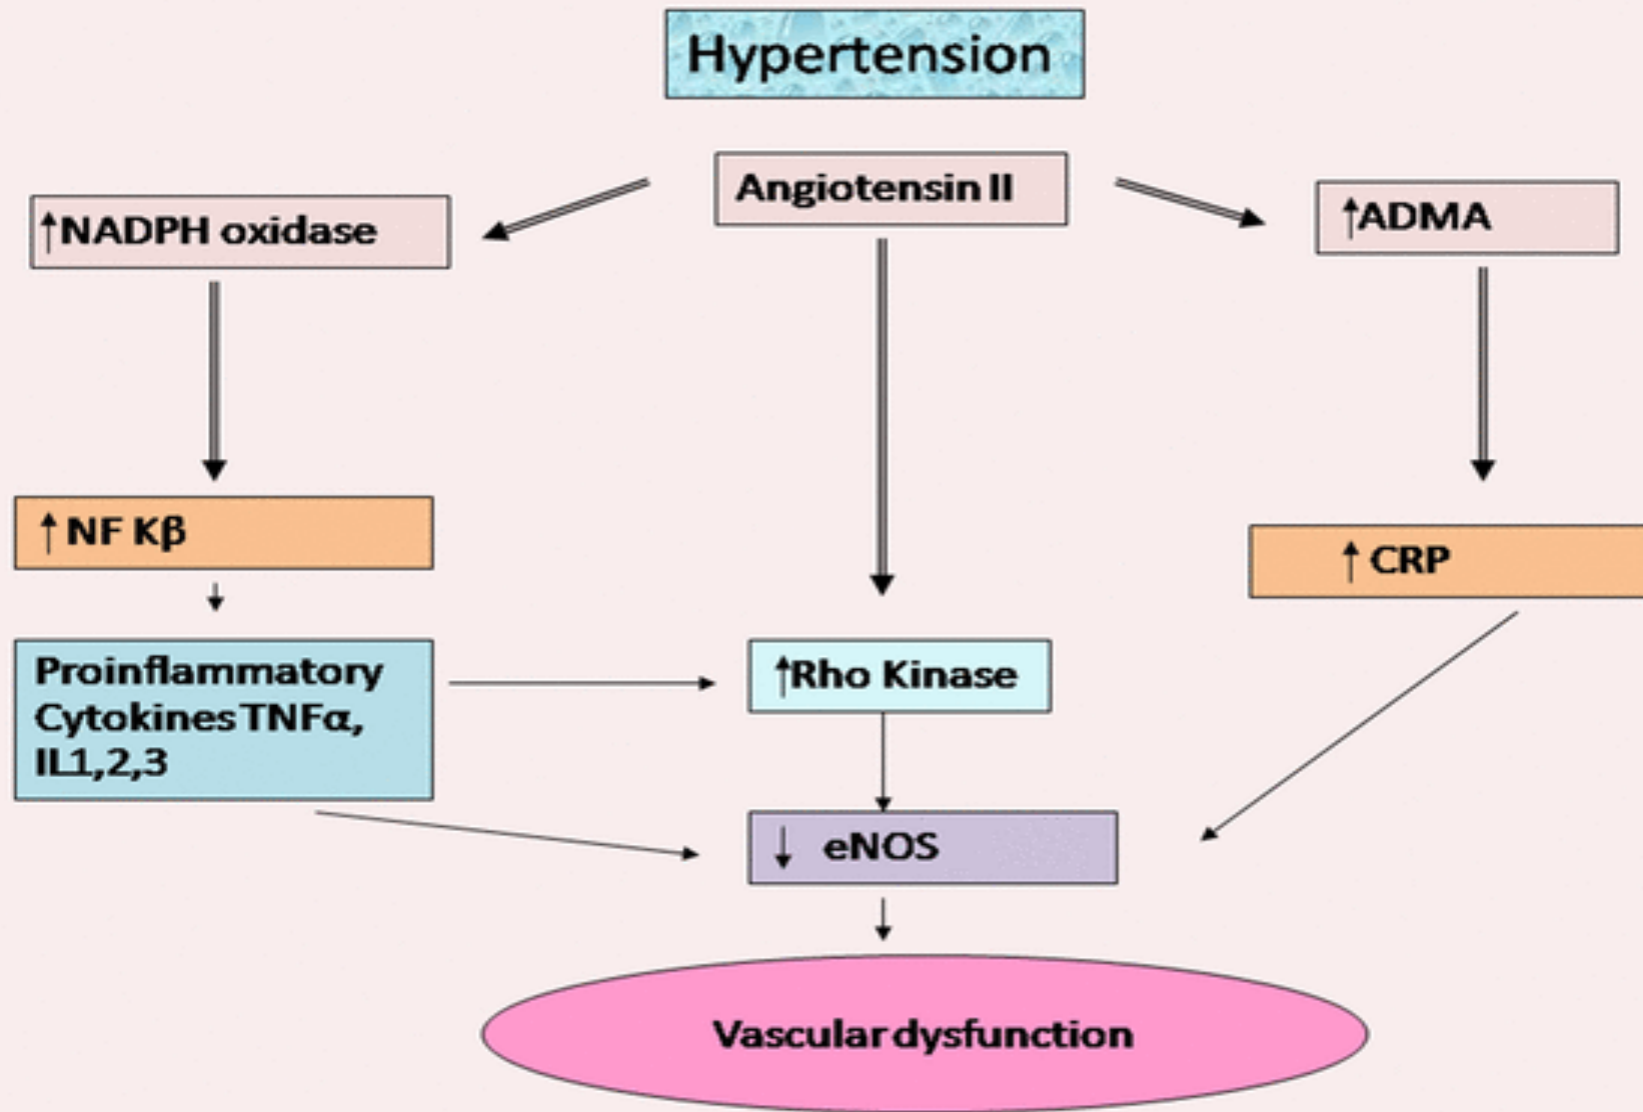 Hypertension
Angiotensin II
↑NADPH oxidase
↑ADMA
↑ NF Kβ
↑ CRP
Proinflammatory
Cytokines TNFα,
IL1,2,3
↑Rho Kinase
↓ eNOS
Vascular dysfunction